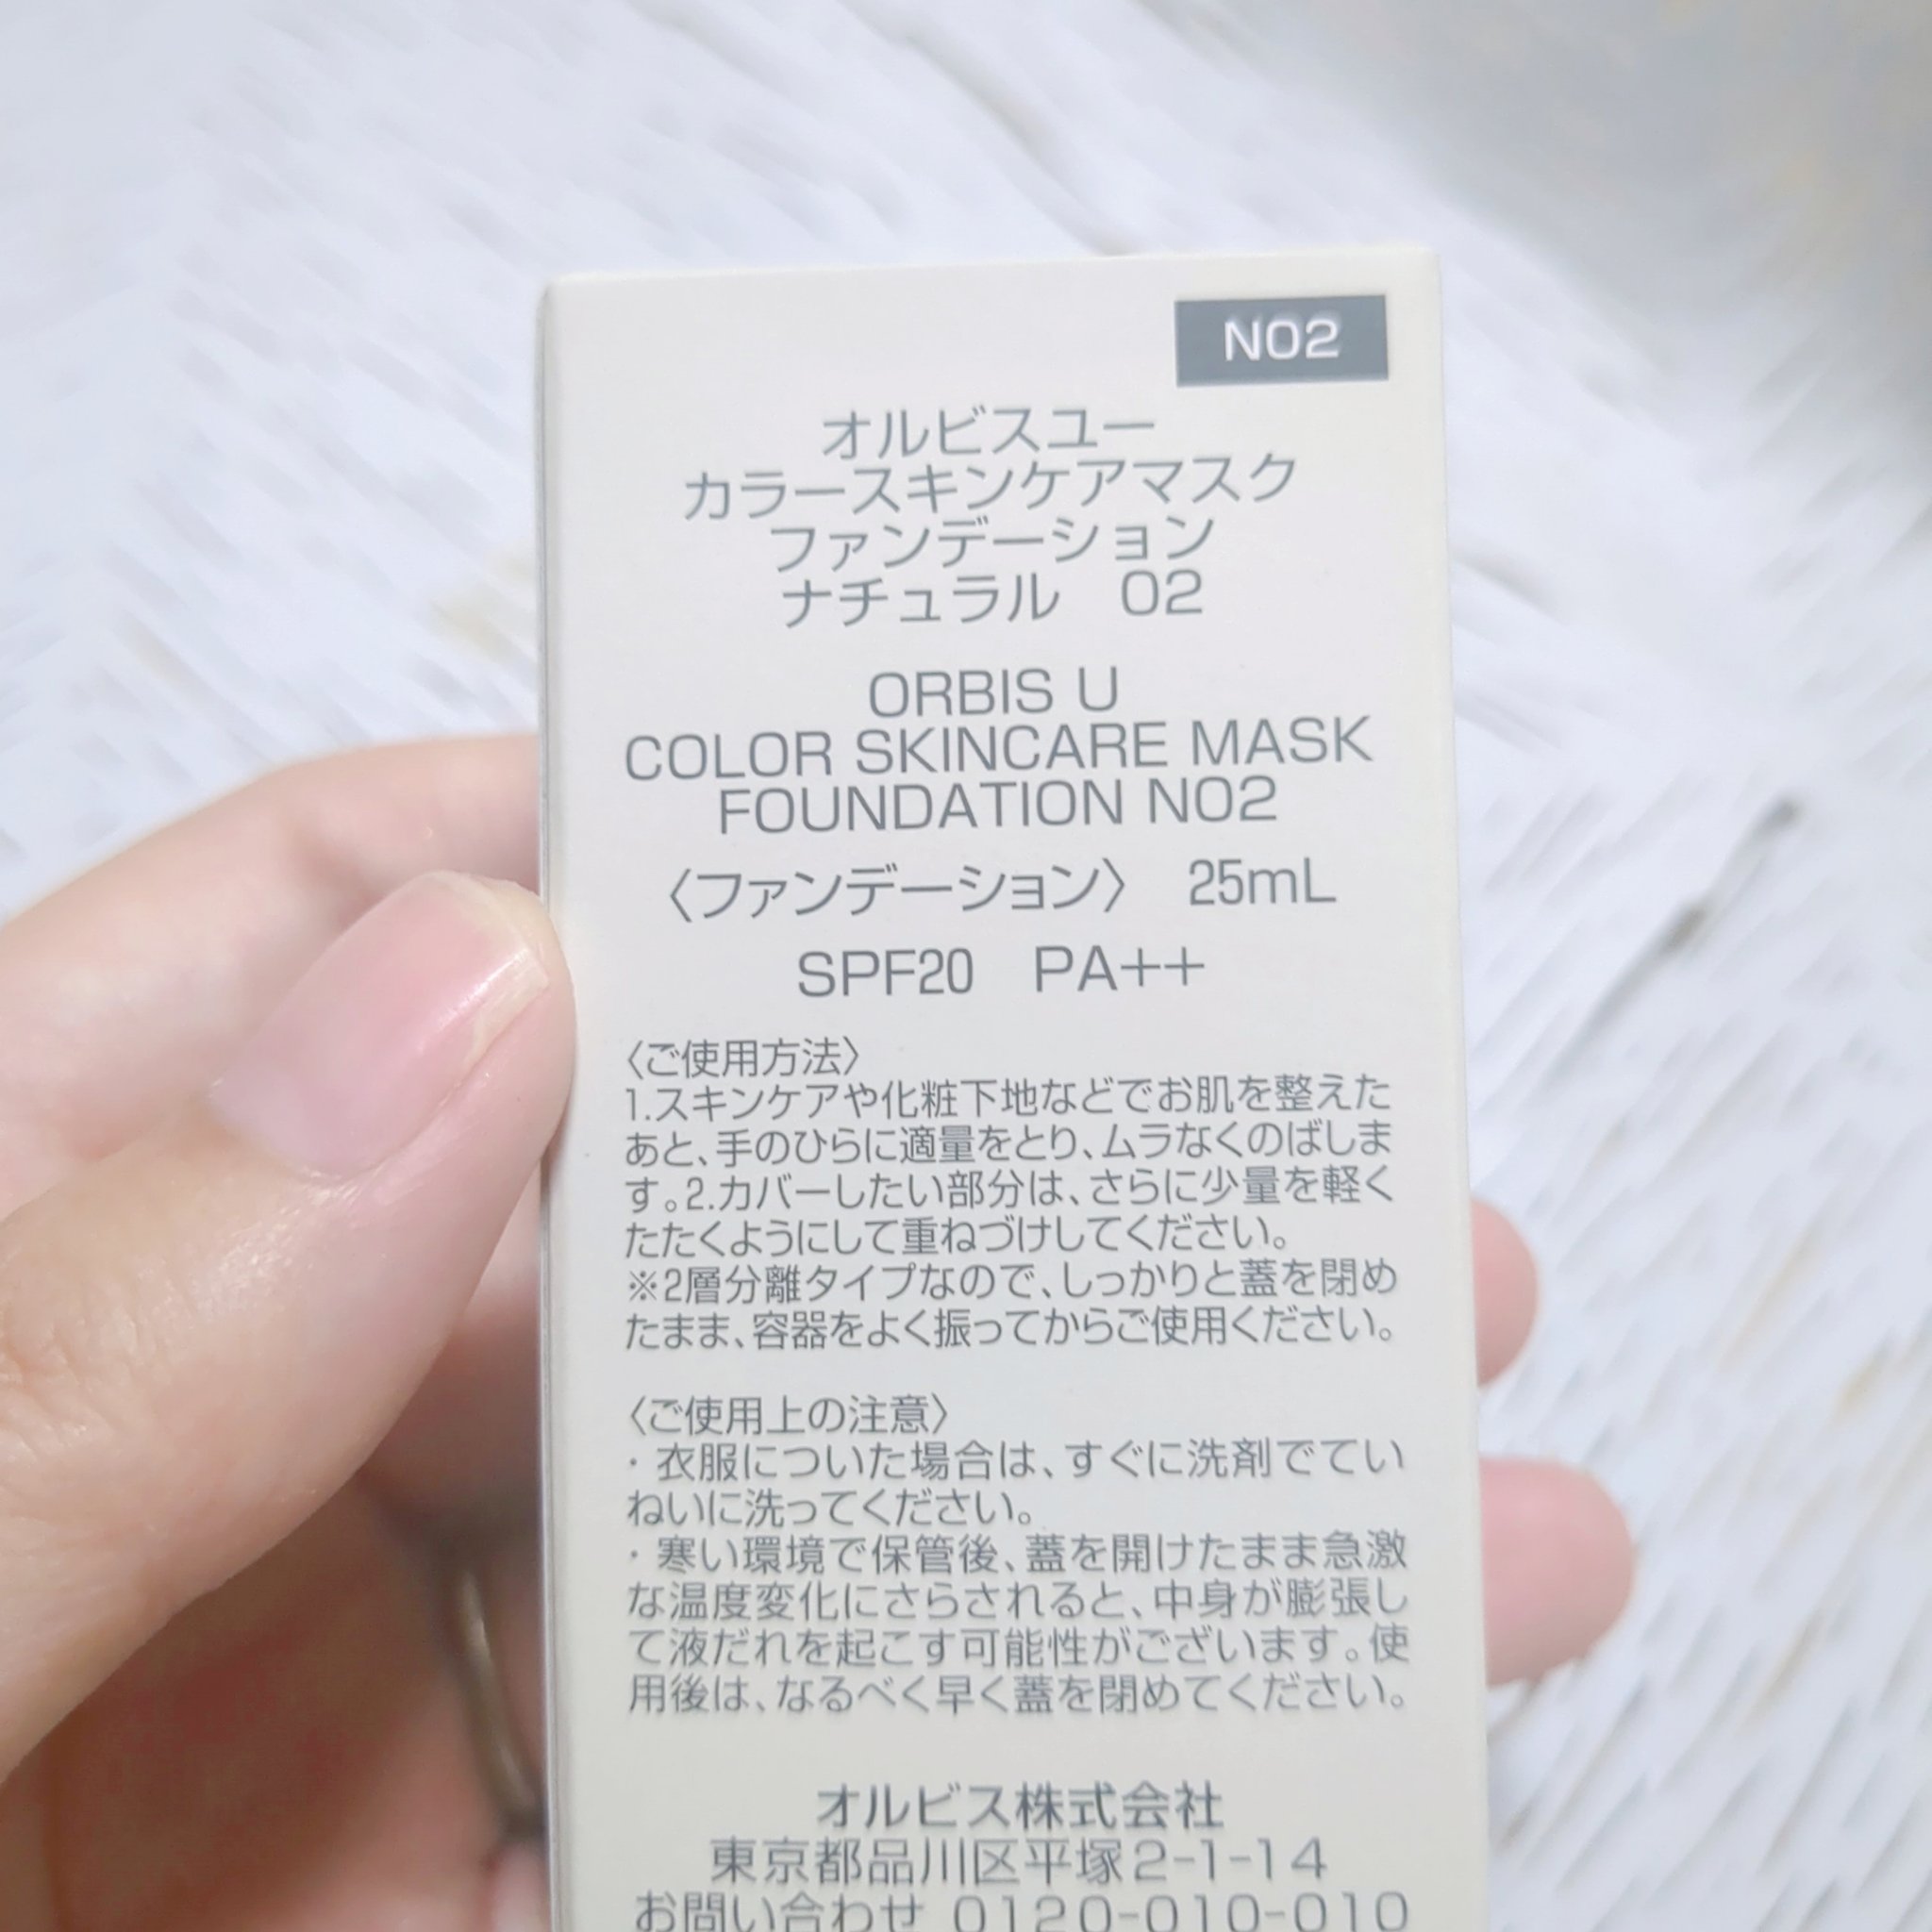 N02
オルビスユー
カラースキンケアマスク
ファンデーション
ナチュラル 02
ORBIS U
COLOR SKINCARE MASK
FOUNDATION N02
〈ファンデーション〉 25mL
SPF20 PA++
〈ご使用方法〉
1.スキンケアや化粧下地などでお肌を整えた
あと、手のひらに適量をとり、ムラなくのばしま
す。2.カバーしたい部分は、さらに少量を軽く
たたくようにして重ねづけしてください。
※2層分離タイプなので、しっかりと蓋を閉め
たまま、容器をよく振ってからご使用ください。
〈ご使用上の注意〉
・衣服についた場合は、すぐに洗剤でてい
ねいに洗ってください。
・寒い環境で保管後、蓋を開けたまま急激
な温度変化にさらされると、中身が膨張し
て液だれを起こす可能性がございます。使
用後は、なるべく早く蓋を閉めてください。
オルビス株式会社
東京都品川区平塚2-1-14
お問い合わせ 0120-010-010